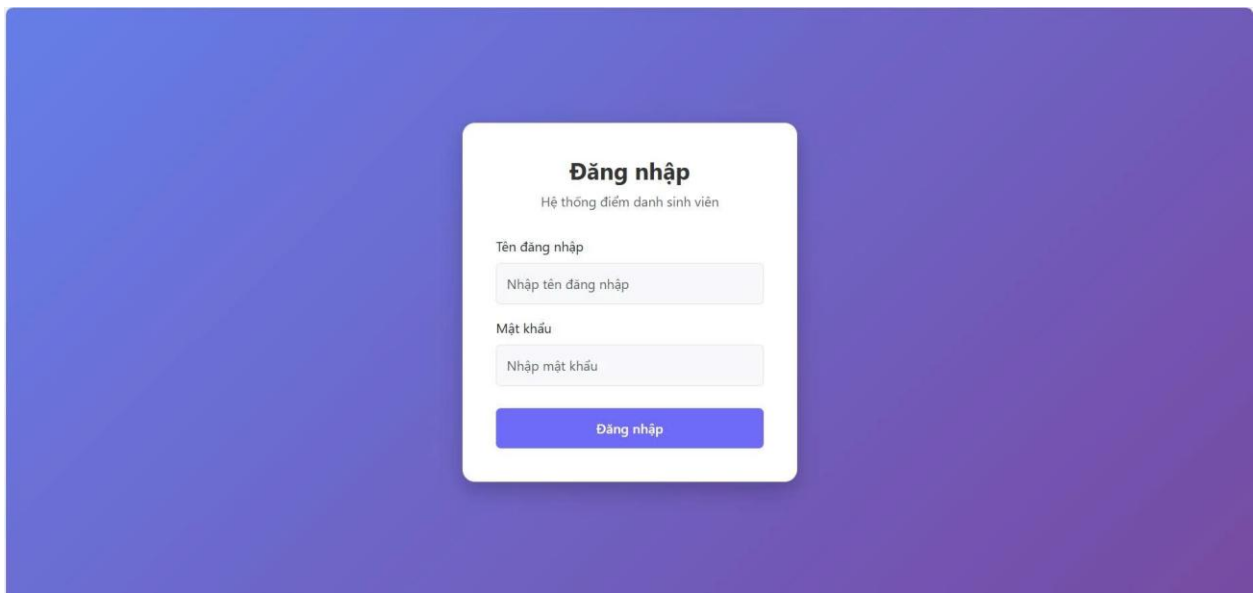 Đăng nhập
Hệ thống điểm danh sinh viên
Tên đăng nhập
Nhập tên đăng nhập
Mật khẩu
Nhập mật khẩu
Đăng nhập